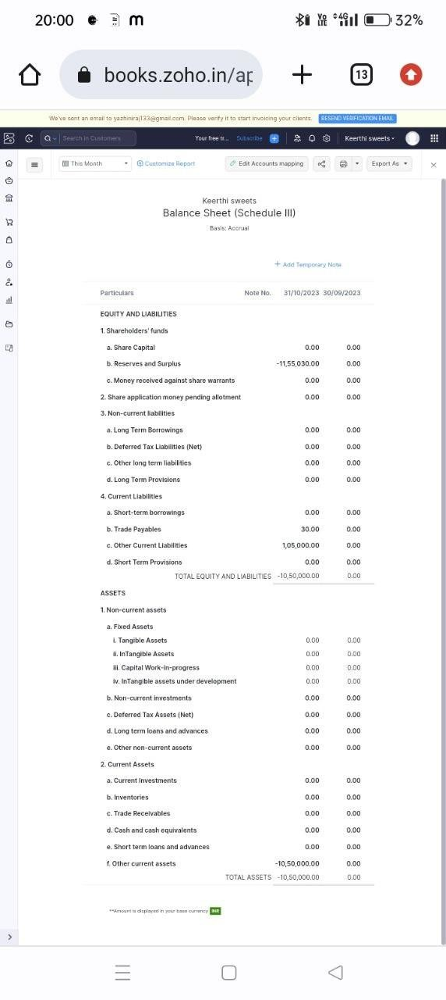 20:00 m Vo LTE 4G 32%
books.zoho.in/ap 13
We've sent an email to yazhiniraj133@gmail.com. Please verify it to start invoicing your clients. RESEND VERIFICATION EMAIL
Search in Customers Your free tr... Subscribe Keerthi sweets
This Month Customize Report Edit Accounts mapping Export As
Keerthi sweets
Balance Sheet (Schedule III)
Basis: Accrual
+ Add Temporary Note
Particulars Note No. 31/10/2023 30/09/2023
EQUITY AND LIABILITIES
1. Shareholders' funds
a. Share Capital 0.00 0.00
b. Reserves and Surplus -11,55,030.00 0.00
c. Money received against share warrants 0.00 0.00
2. Share application money pending allotment 0.00 0.00
3. Non-current liabilities
a. Long Term Borrowings 0.00 0.00
b. Deferred Tax Liabilities (Net) 0.00 0.00
c. Other long term liabilities 0.00 0.00
d. Long Term Provisions 0.00 0.00
4. Current Liabilities
a. Short-term borrowings 0.00 0.00
b. Trade Payables 30.00 0.00
c. Other Current Liabilities 1,05,000.00 0.00
d. Short Term Provisions 0.00 0.00
TOTAL EQUITY AND LIABILITIES -10,50,000.00 0.00
ASSETS
1. Non-current assets
a. Fixed Assets
i. Tangible Assets 0.00 0.00
ii. InTangible Assets 0.00 0.00
iii. Capital Work-in-progress 0.00 0.00
iv. InTangible assets under development 0.00 0.00
b. Non-current investments 0.00 0.00
c. Deferred Tax Assets (Net) 0.00 0.00
d. Long term loans and advances 0.00 0.00
e. Other non-current assets 0.00 0.00
2. Current Assets
a. Current Investments 0.00 0.00
b. Inventories 0.00 0.00
c. Trade Receivables 0.00 0.00
d. Cash and cash equivalents 0.00 0.00
e. Short term loans and advances 0.00 0.00
f. Other current assets -10,50,000.00 0.00
TOTAL ASSETS -10,50,000.00 0.00
**Amount is displayed in your base currency INR